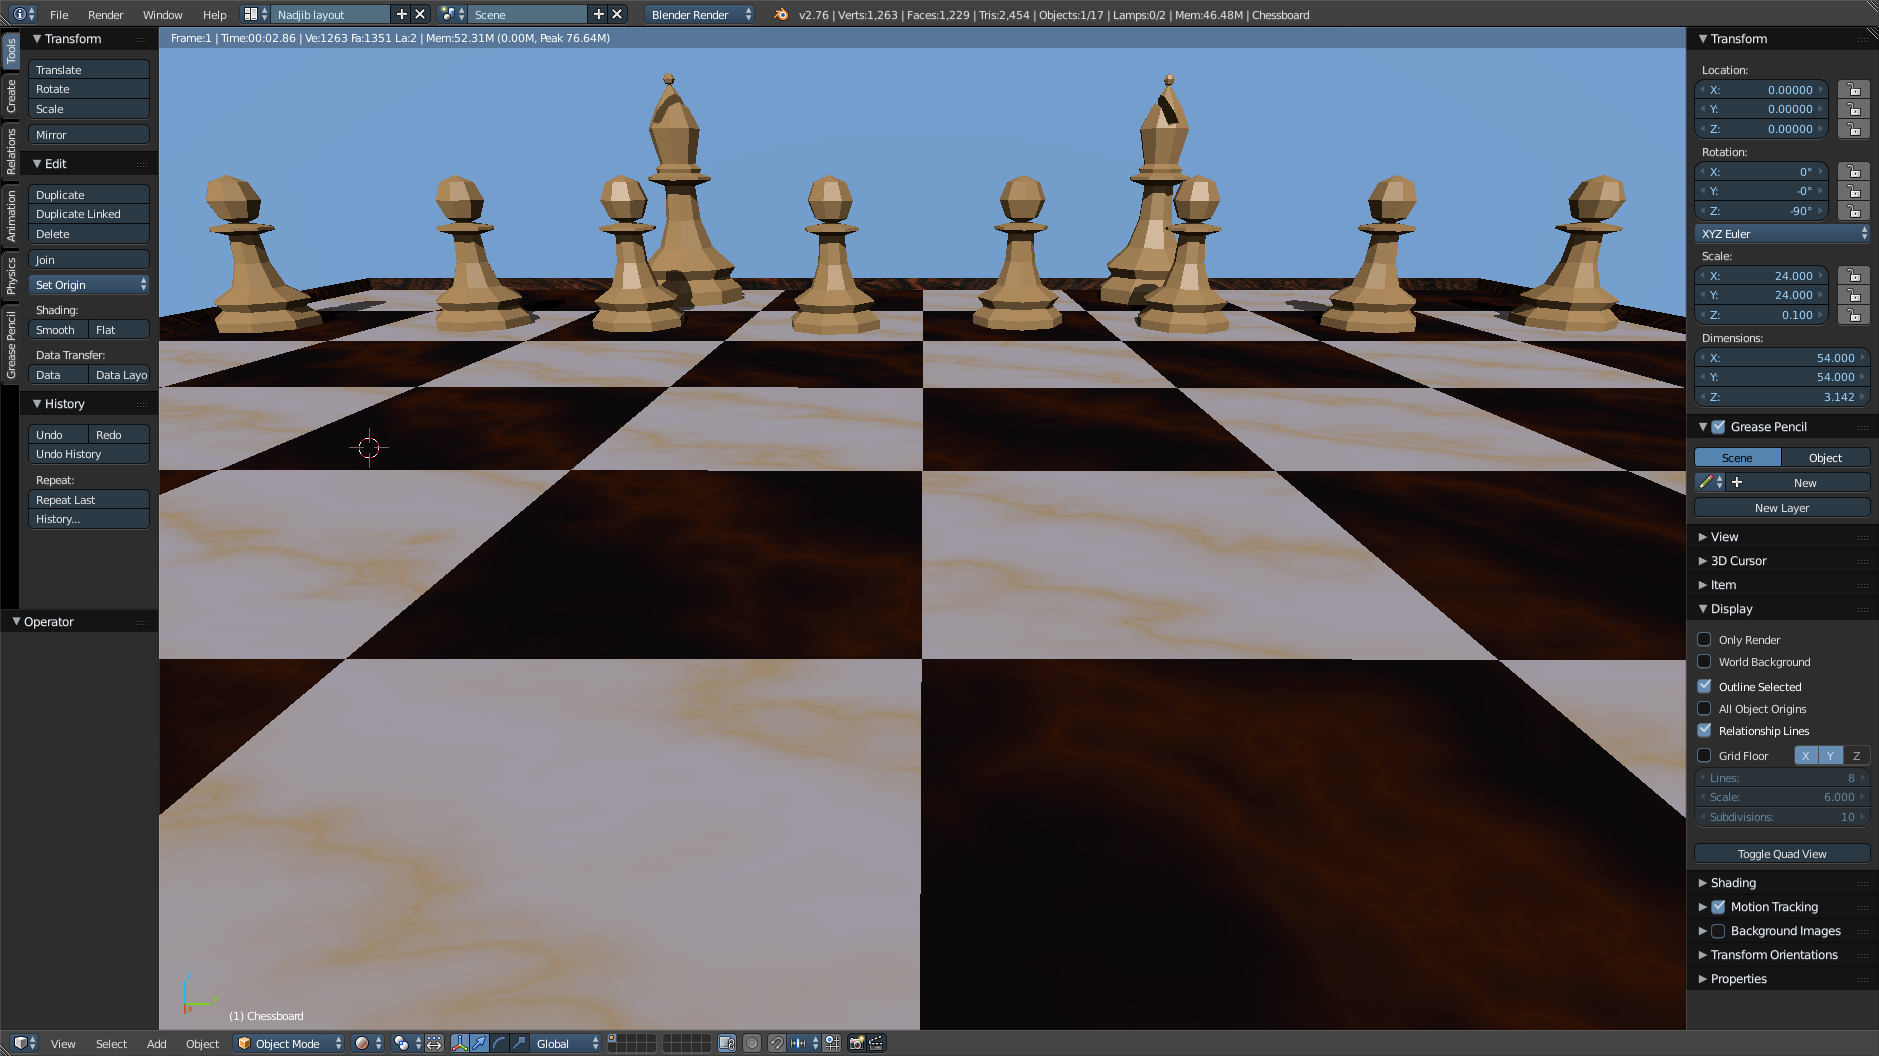 File Render Window Help Nadjib layout Scene Blender Render v2.76 | Verts:1,263 | Faces:1,229 | Tris:2,454 | Objects:1/17 | Lamps:0/2 | Mem:46.48M | Chessboard
Frame:1 | Time:00:02.86 | Ve:1263 Fa:1351 La:2 | Mem:52.31M (0.00M, Peak 76.64M)
Tools
Create
Relations
Animation
Physics
Grease Pencil
Transform
Translate
Rotate
Scale
Mirror
Edit
Duplicate
Duplicate Linked
Delete
Join
Set Origin
Shading:
Smooth Flat
Data Transfer:
Data Data Layo
History
Undo Redo
Undo History
Repeat:
Repeat Last
History...
Operator
z
y
x
(1) Chessboard
Transform
Location:
X: 0.00000
Y: 0.00000
Z: 0.00000
Rotation:
X: 0°
Y: -0°
Z: -90°
XYZ Euler
Scale:
X: 24.000
Y: 24.000
Z: 0.100
Dimensions:
X: 54.000
Y: 54.000
Z: 3.142
Grease Pencil
Scene Object
New
New Layer
View
3D Cursor
Item
Display
Only Render
World Background
Outline Selected
All Object Origins
Relationship Lines
Grid Floor X Y Z
Lines: 8
Scale: 6.000
Subdivisions: 10
Toggle Quad View
Shading
Motion Tracking
Background Images
Transform Orientations
Properties
View Select Add Object Object Mode Global